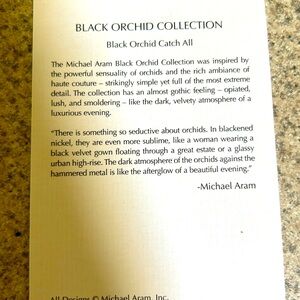 BLACK ORCHID COLLECTION
Black Orchid Catch All
The Michael Aram Black Orchid Collection was inspired by
the powerful sensuality of orchids and the rich ambiance of
haute couture – strikingly simple yet full of the most extreme
detail. The collection has an almost gothic feeling – opiated,
lush, and smoldering – like the dark, velvety atmosphere of a
luxurious evening.
“There is something so seductive about orchids. In blackened
nickel, they are even more sublime, like a woman wearing a
black velvet gown floating through a great estate or a glassy
urban high-rise. The dark atmosphere of the orchids against the
hammered metal is like the afterglow of a beautiful evening.”
-Michael Aram
All Designs © Michael Aram, Inc.